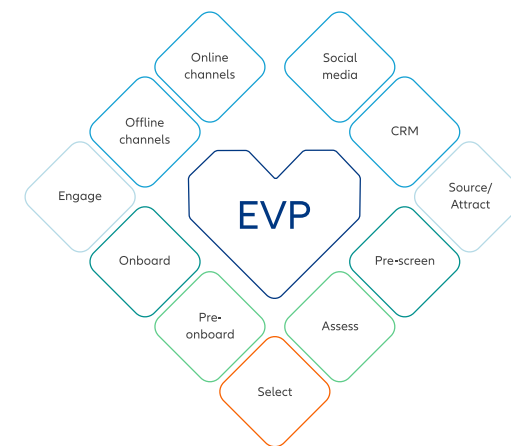 Online
channels
Social
media
Offline
channels
CRM
Engage
EVP
Source/
Attract
Onboard
Pre-screen
Pre-
onboard
Assess
Select